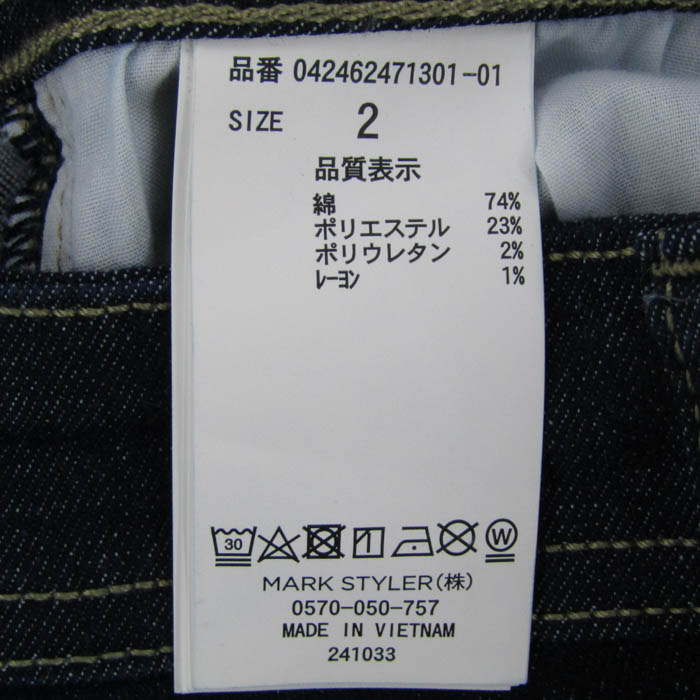 品番 042462471301-01
SIZE 2
品質表示
綿 74%
ポリエステル 23%
ポリウレタン 2%
ﾚｰﾖﾝ 1%
30 W
MARK STYLER(株)
0570-050-757
MADE IN VIETNAM
241033